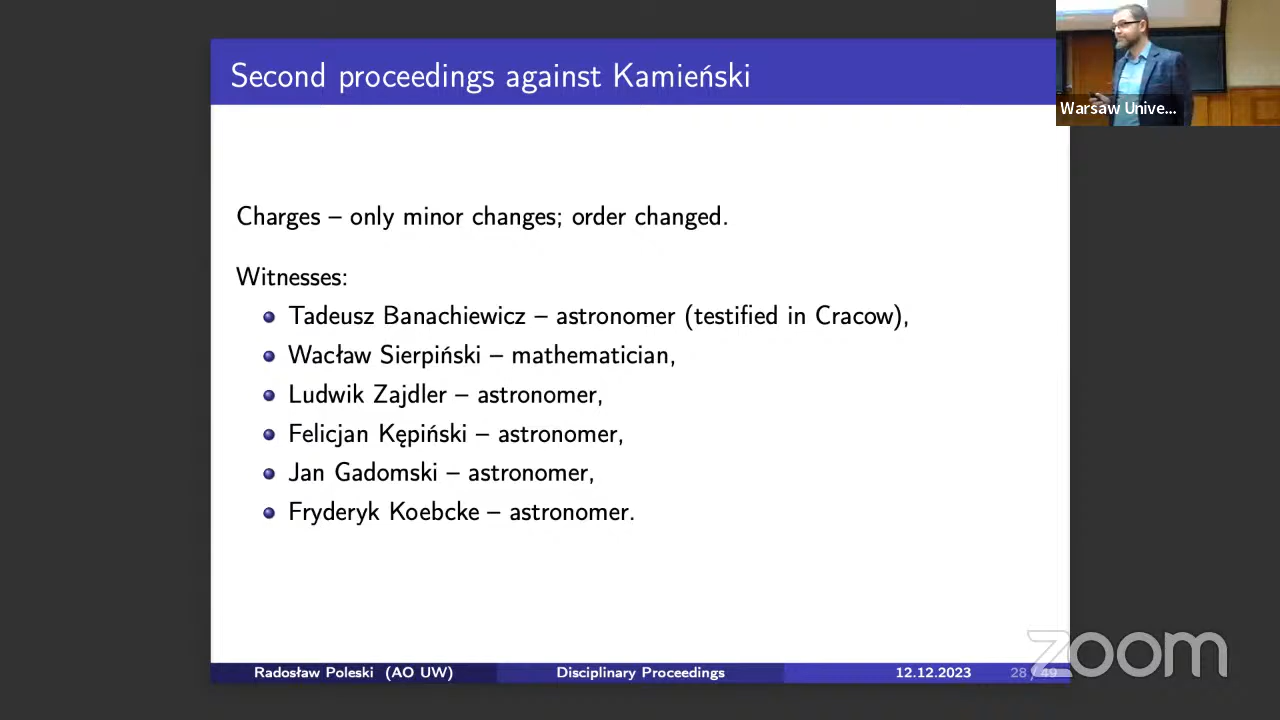 Second proceedings against Kamieński
Warsaw Unive...
Charges – only minor changes; order changed.
Witnesses:
Tadeusz Banachiewicz – astronomer (testified in Cracow),
Wacław Sierpiński – mathematician,
Ludwik Zajdler – astronomer,
Felicjan Kępiński – astronomer,
Jan Gadomski – astronomer,
Fryderyk Koebcke – astronomer.
Radosław Poleski (AO UW) Disciplinary Proceedings 12.12.2023 28 / 49
zoom